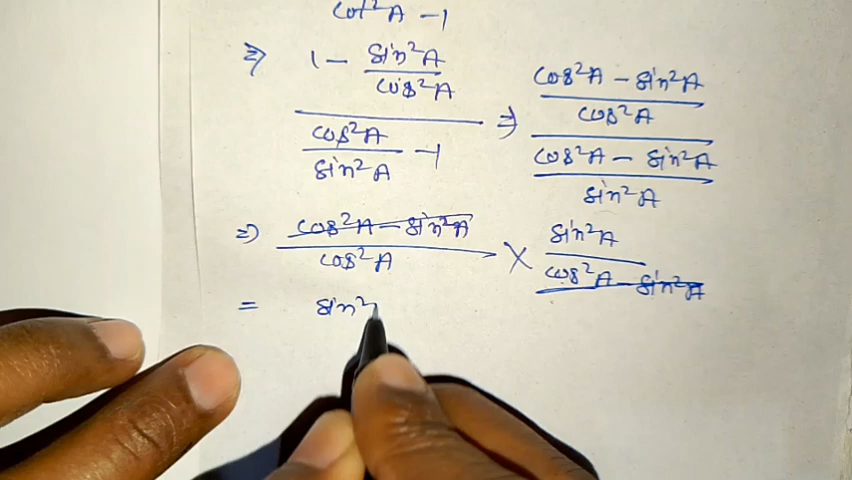 cot²A - 1
⇒ (1 - sin²A/cos²A) / (cos²A/sin²A - 1) ⇒ ((cos²A - sin²A)/cos²A) / ((cos²A - sin²A)/sin²A)
⇒ (cos²A - sin²A)/cos²A × sin²A/(cos²A - sin²A)
= sin²